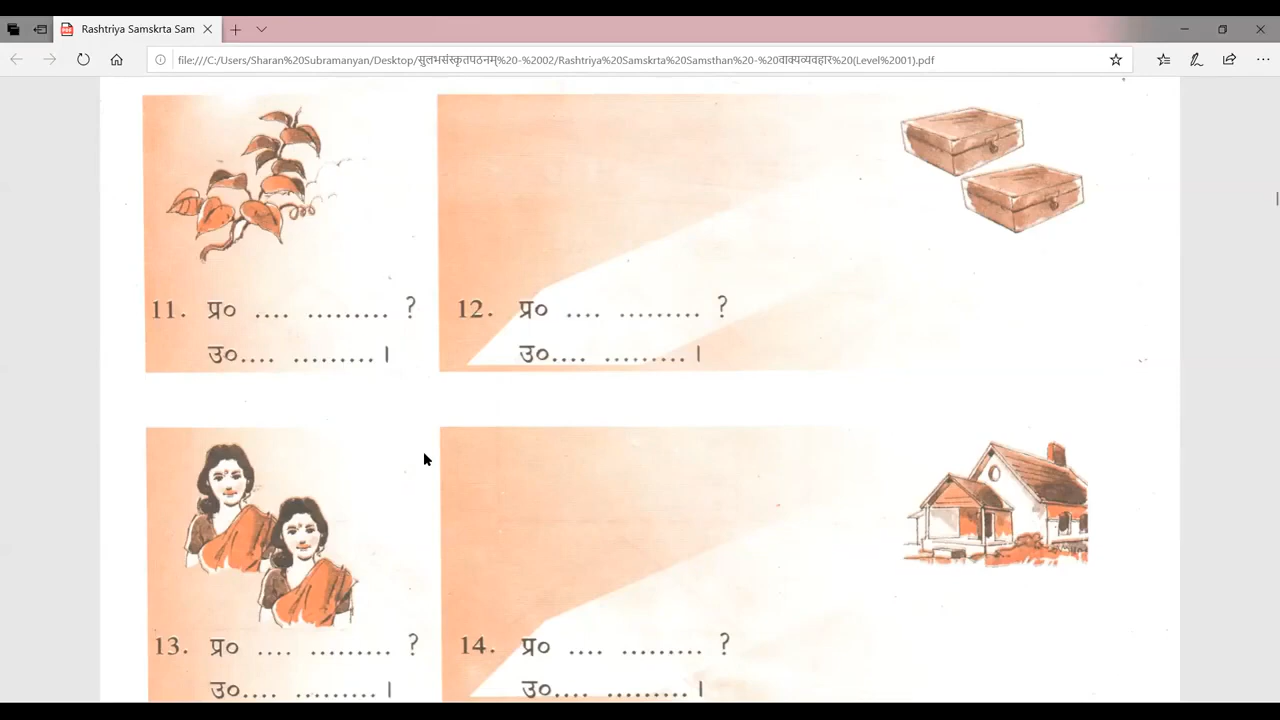 Rashtriya Samskrta Sam
file:///C:/Users/Sharan%20Subramanyan/Desktop/सुलभसंस्कृतपठनम्%20-%2002/Rashtriya%20Samskrta%20Samsthan%20-%20वाक्यव्यवहार%20(Level%2001).pdf
11. प्र० .... ......... ?
उ०.... ......... ।
12. प्र० .... ......... ?
उ०.... ......... ।
13. प्र० .... ......... ?
उ०.... ......... ।
14. प्र० .... ......... ?
उ०.... ......... ।